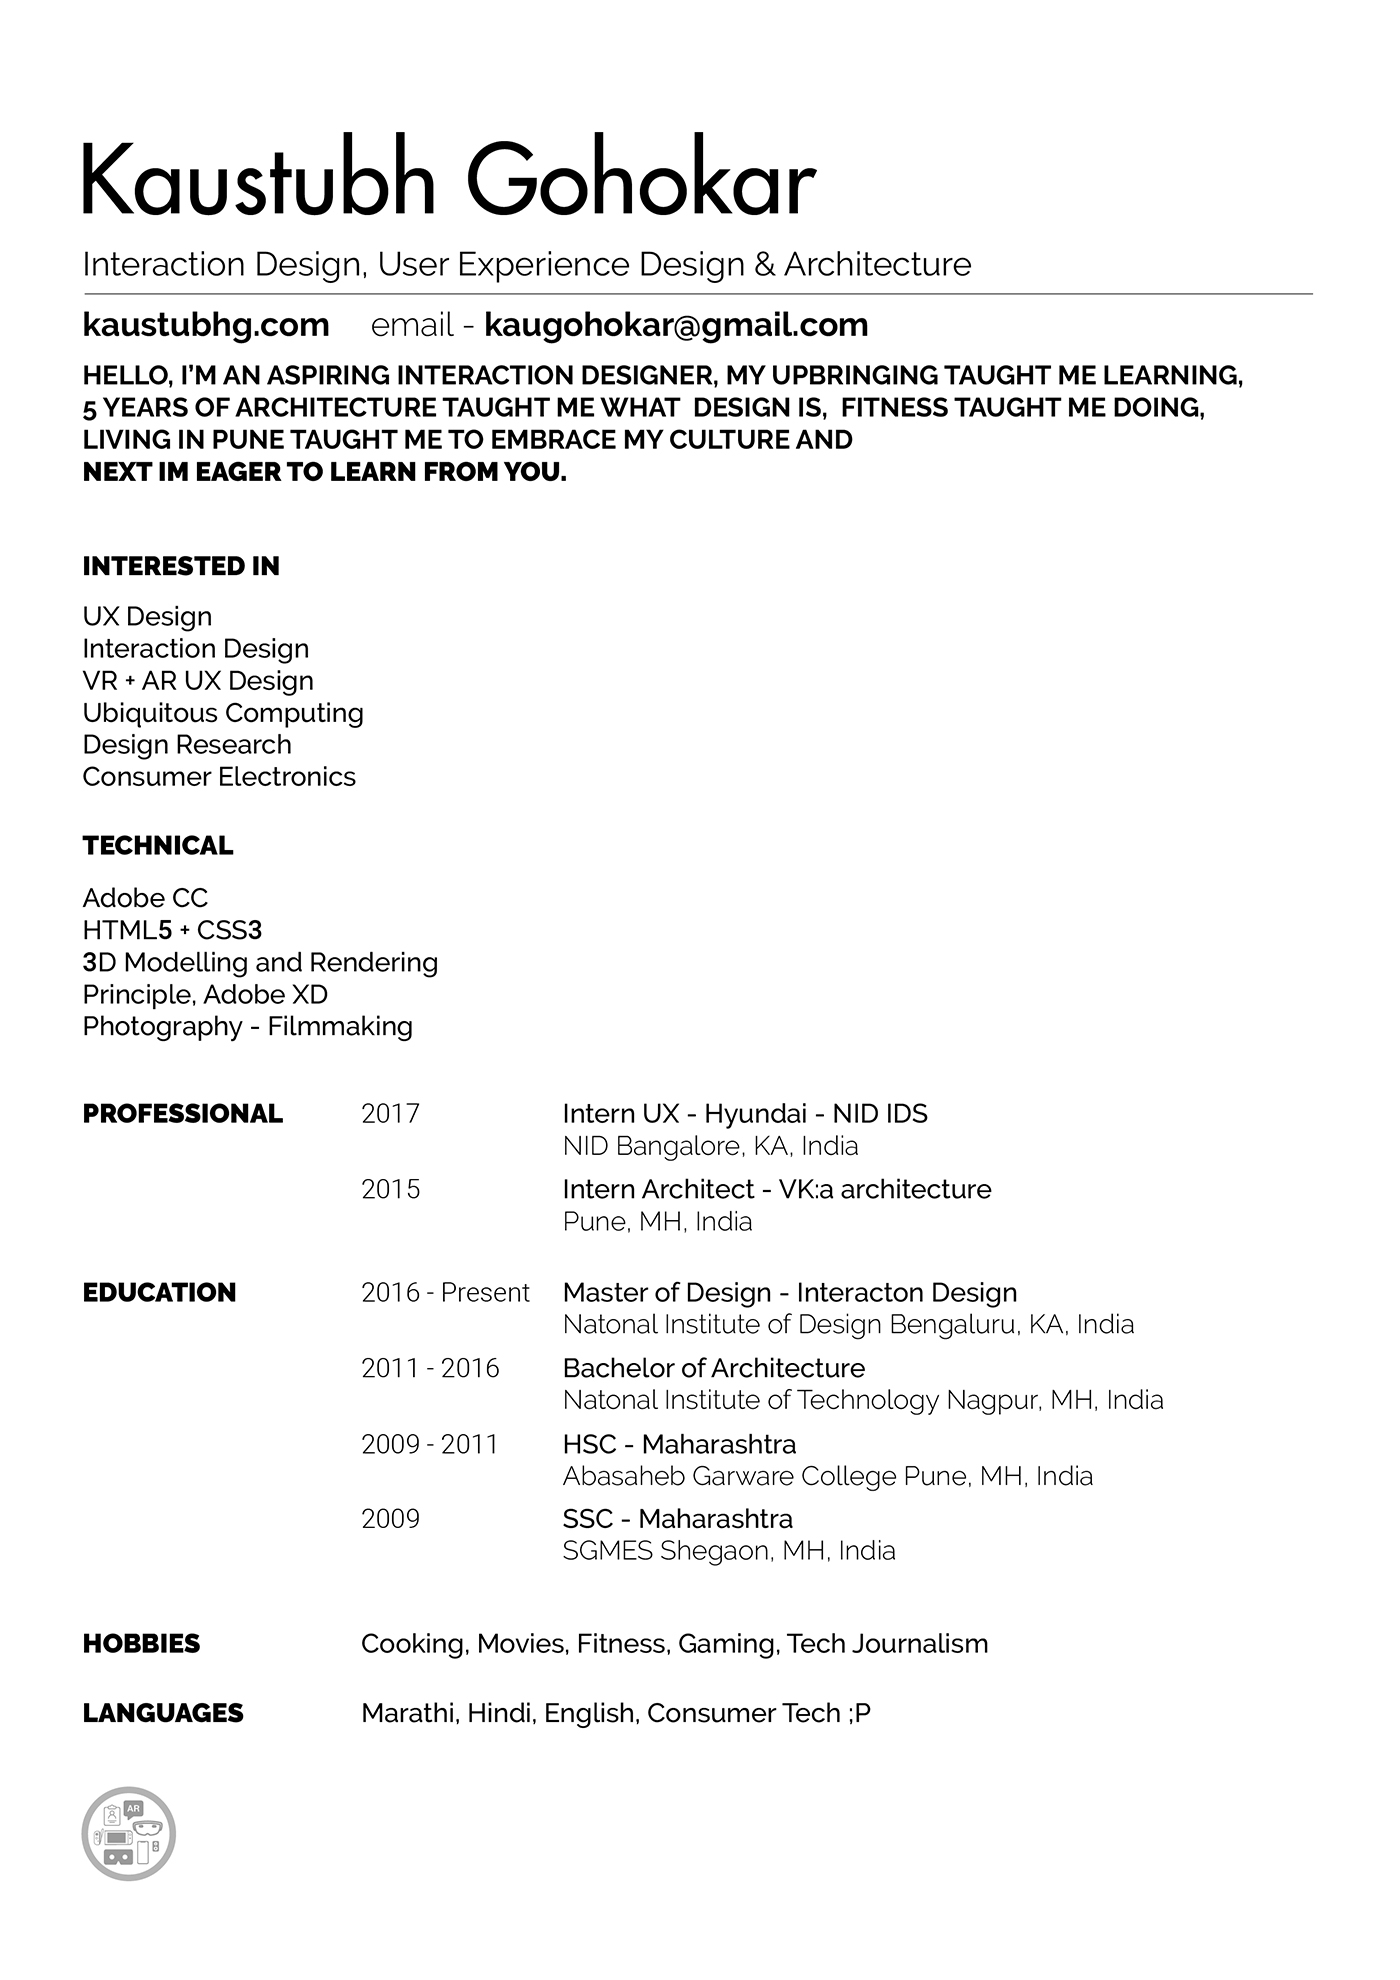 Kaustubh Gohokar
Interaction Design, User Experience Design & Architecture
kaustubhg.com email - kaugohokar@gmail.com
HELLO, I'M AN ASPIRING INTERACTION DESIGNER, MY UPBRINGING TAUGHT ME LEARNING,
5 YEARS OF ARCHITECTURE TAUGHT ME WHAT DESIGN IS, FITNESS TAUGHT ME DOING,
LIVING IN PUNE TAUGHT ME TO EMBRACE MY CULTURE AND
NEXT IM EAGER TO LEARN FROM YOU.
INTERESTED IN
UX Design
Interaction Design
VR + AR UX Design
Ubiquitous Computing
Design Research
Consumer Electronics
TECHNICAL
Adobe CC
HTML5 + CSS3
3D Modelling and Rendering
Principle, Adobe XD
Photography - Filmmaking
PROFESSIONAL 2017 Intern UX - Hyundai - NID IDS
NID Bangalore, KA, India
2015 Intern Architect - VK:a architecture
Pune, MH, India
EDUCATION 2016 - Present Master of Design - Interacton Design
Natonal Institute of Design Bengaluru, KA, India
2011 - 2016 Bachelor of Architecture
Natonal Institute of Technology Nagpur, MH, India
2009 - 2011 HSC - Maharashtra
Abasaheb Garware College Pune, MH, India
2009 SSC - Maharashtra
SGMES Shegaon, MH, India
HOBBIES Cooking, Movies, Fitness, Gaming, Tech Journalism
LANGUAGES Marathi, Hindi, English, Consumer Tech ;P
AR